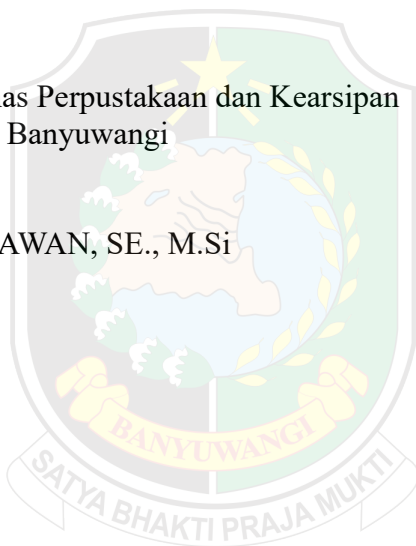 as Perpustakaan dan Kearsipan
Banyuwangi
AWAN, SE., M.Si
BANYUWANGI
SATYA BHAKTI PRAJA MUKTI